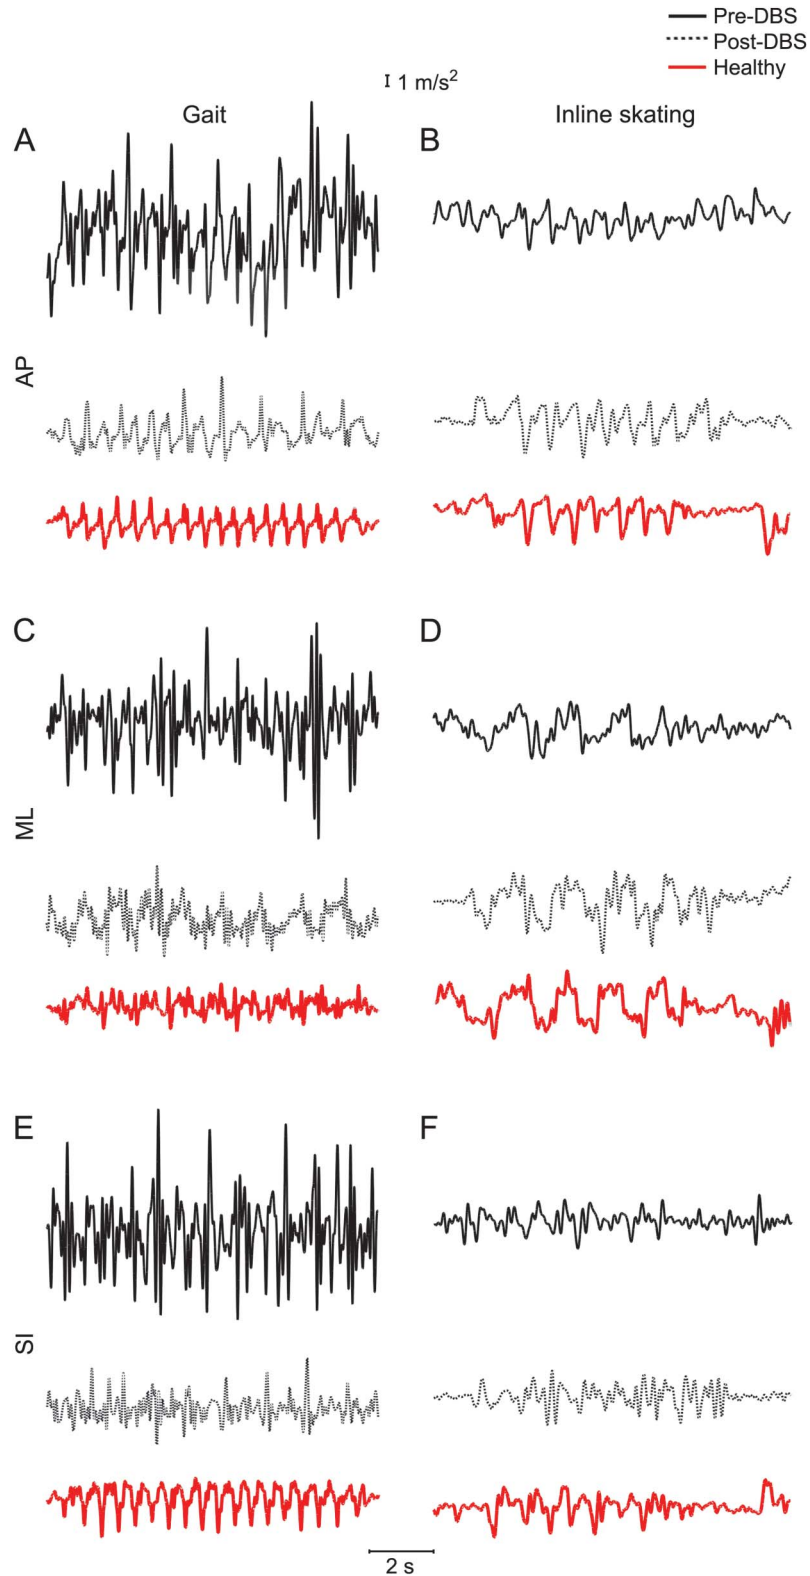 Pre-DBS
Post-DBS
Healthy
1 m/s²
Gait
Inline skating
A
B
AP
C
D
ML
E
F
SI
2 s